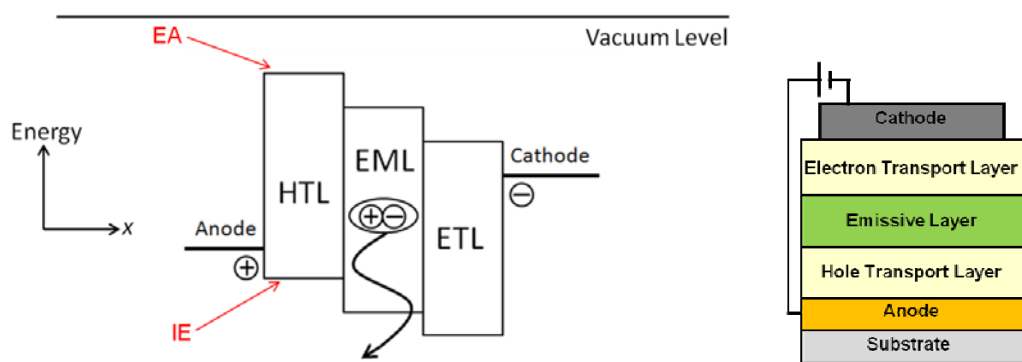 EA
Vacuum Level
Energy
x
HTL
EML
ETL
Anode
Cathode
+
+ −
−
IE
Cathode
Electron Transport Layer
Emissive Layer
Hole Transport Layer
Anode
Substrate